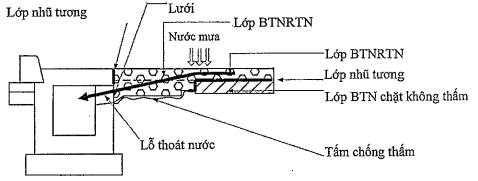 Lớp nhũ tương
Lưới
Lớp BTNRTN
Nước mưa
Lớp BTNRTN
Lớp nhũ tương
Lớp BTN chặt không thấm
Lỗ thoát nước
Tấm chống thấm